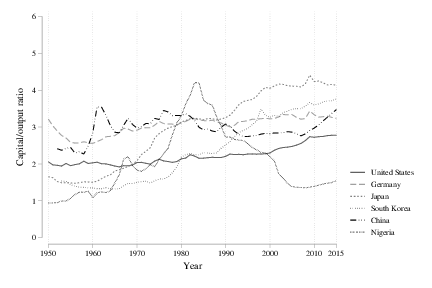 6
5
4
3
2
1
0
Capital/output ratio
1950 1960 1970 1980 1990 2000 2010 2015
Year
United States
Germany
Japan
South Korea
China
Nigeria